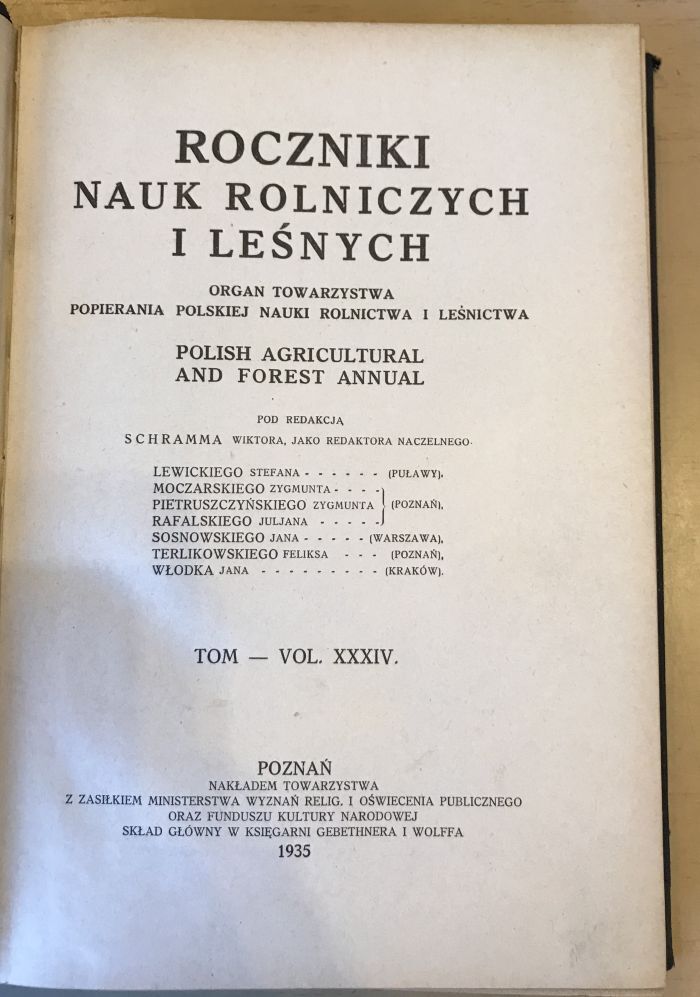 ROCZNIKI
NAUK ROLNICZYCH
I LEŚNYCH
ORGAN TOWARZYSTWA
POPIERANIA POLSKIEJ NAUKI ROLNICTWA I LEŚNICTWA
POLISH AGRICULTURAL
AND FOREST ANNUAL
POD REDAKCJĄ
SCHRAMMA WIKTORA, JAKO REDAKTORA NACZELNEGO
LEWICKIEGO STEFANA - - - - - - (PUŁAWY),
MOCZARSKIEGO ZYGMUNTA - - - -
PIETRUSZCZYŃSKIEGO ZYGMUNTA } (POZNAŃ),
RAFALSKIEGO JULJANA - - - - -
SOSNOWSKIEGO JANA - - - - - (WARSZAWA),
TERLIKOWSKIEGO FELIKSA - - - (POZNAŃ),
WŁODKA JANA - - - - - - - - - (KRAKÓW).
TOM — VOL. XXXIV.
POZNAŃ
NAKŁADEM TOWARZYSTWA
Z ZASIŁKIEM MINISTERSTWA WYZNAŃ RELIG. I OŚWIECENIA PUBLICZNEGO
ORAZ FUNDUSZU KULTURY NARODOWEJ
SKŁAD GŁÓWNY W KSIĘGARNI GEBETHNERA I WOLFFA
1935